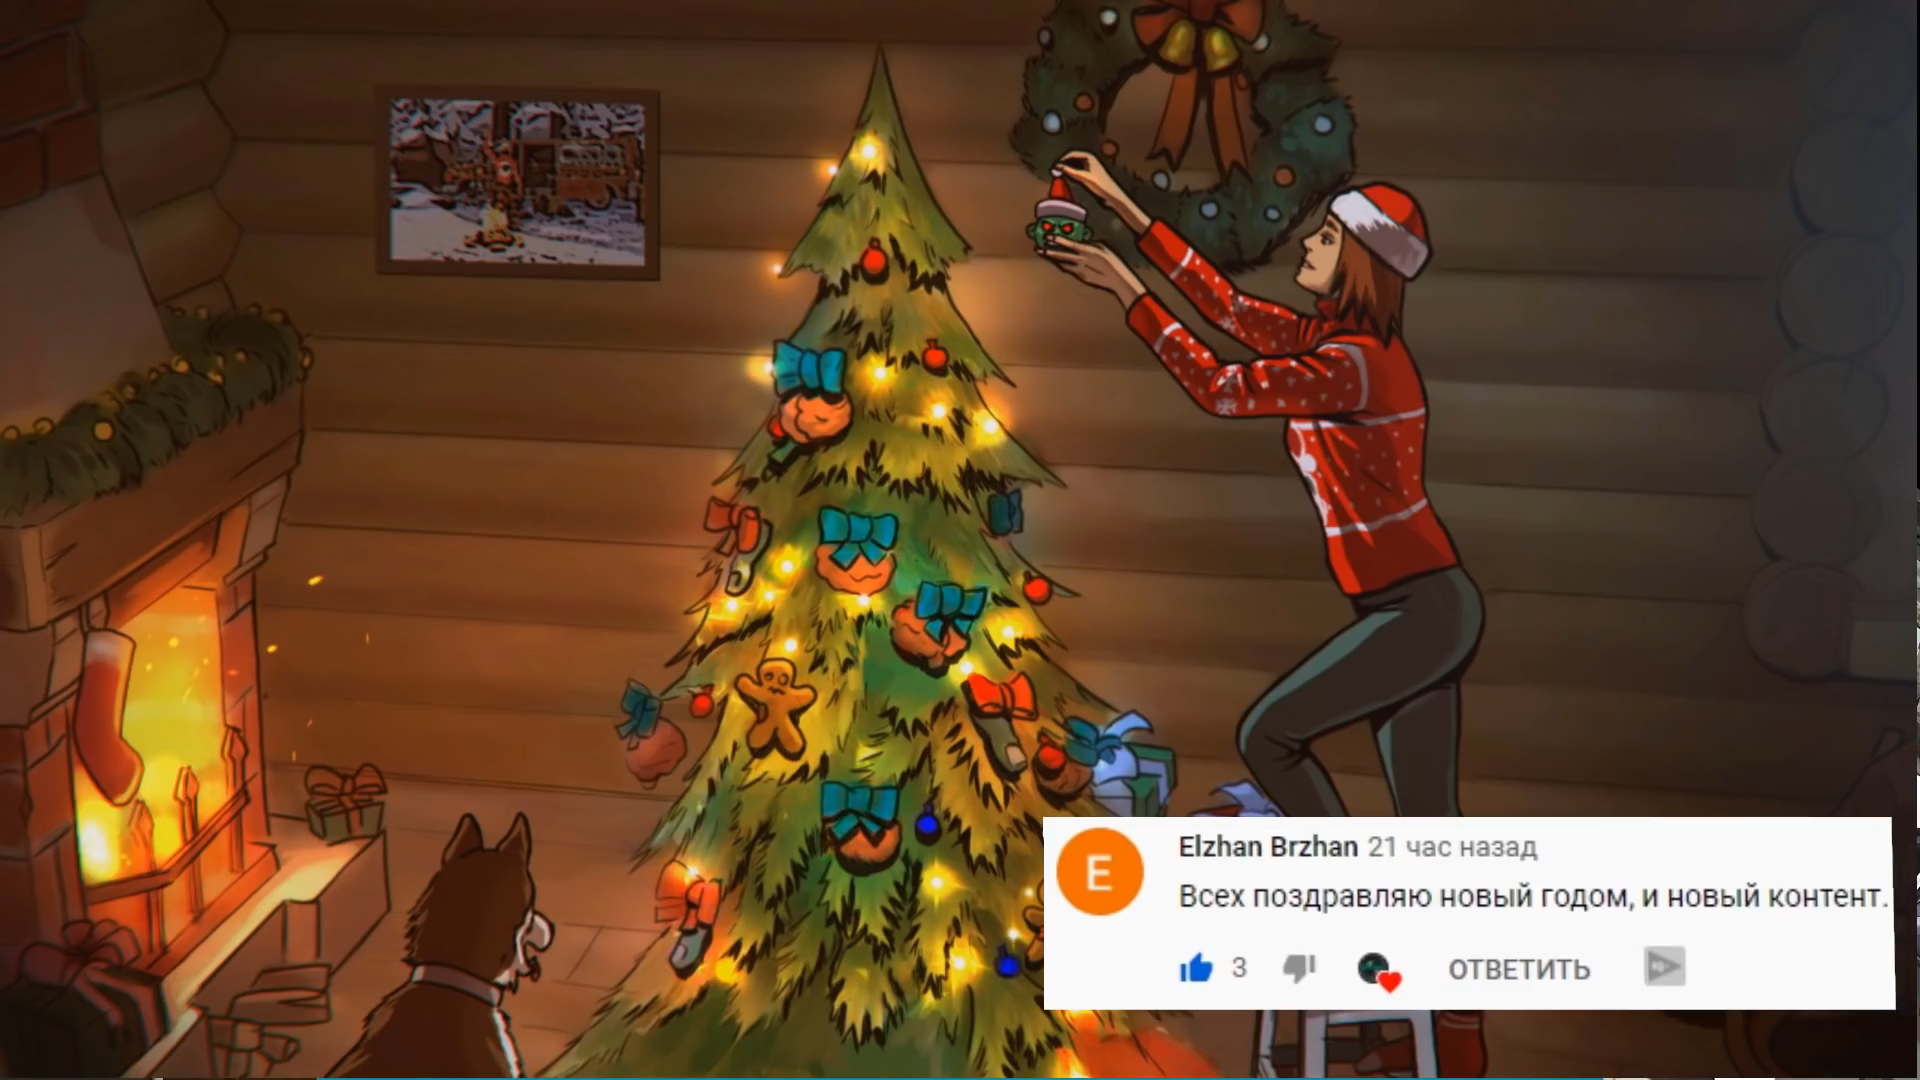 E
Elzhan Brzhan 21 час назад
Всех поздравляю новый годом, и новый контент.
3 ОТВЕТИТЬ